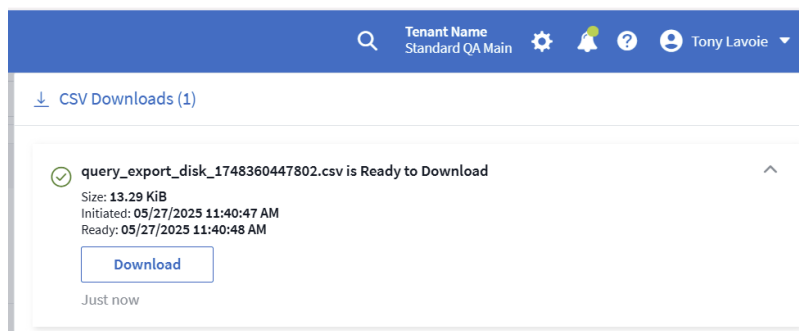 Tenant Name
Standard QA Main
Tony Lavoie
CSV Downloads (1)
query_export_disk_1748360447802.csv is Ready to Download
Size: 13.29 KiB
Initiated: 05/27/2025 11:40:47 AM
Ready: 05/27/2025 11:40:48 AM
Download
Just now